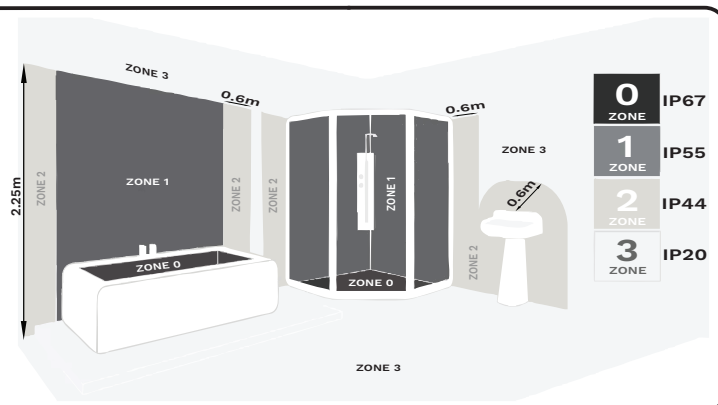 ZONE 3
0.6m
0.6m
0
ZONE
IP67
1
ZONE
IP55
2
ZONE
IP44
3
ZONE
IP20
2.25m
ZONE 2
ZONE 1
ZONE 2
ZONE 2
ZONE 1
ZONE 3
0.6m
ZONE 2
ZONE 0
ZONE 0
ZONE 3